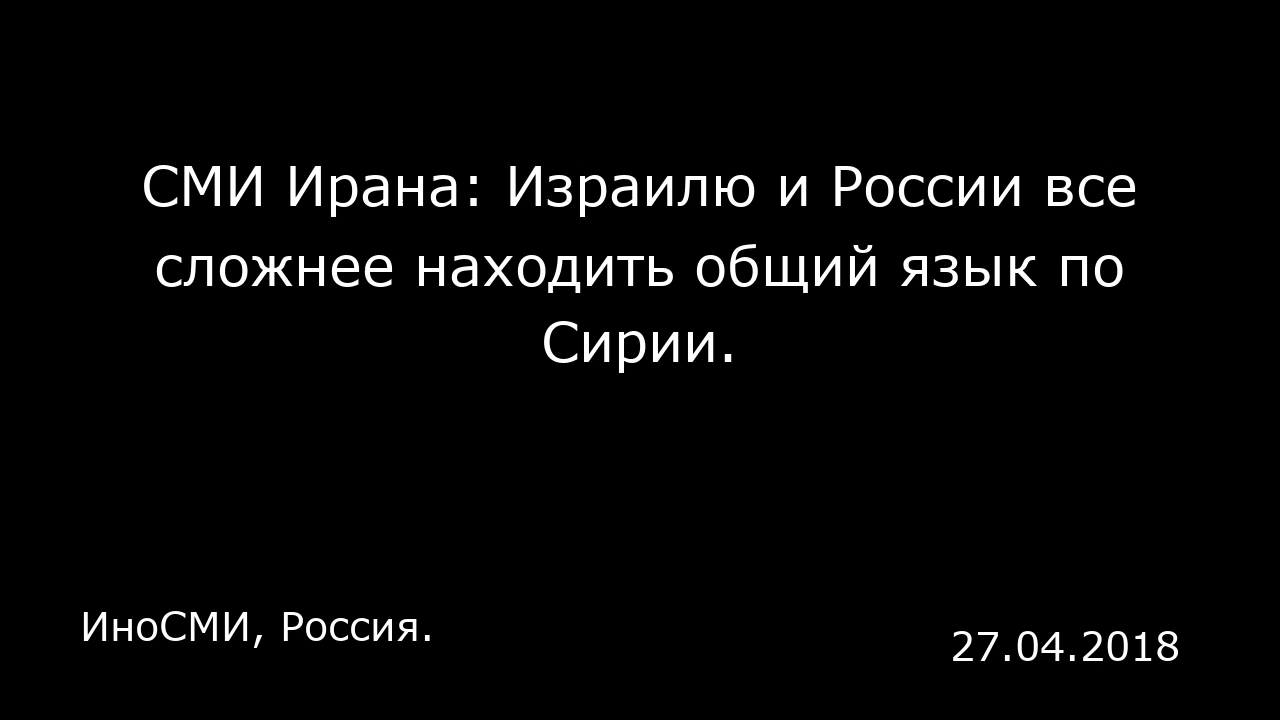 СМИ Ирана: Израилю и России все
сложнее находить общий язык по
Сирии.
ИноСМИ, Россия.
27.04.2018